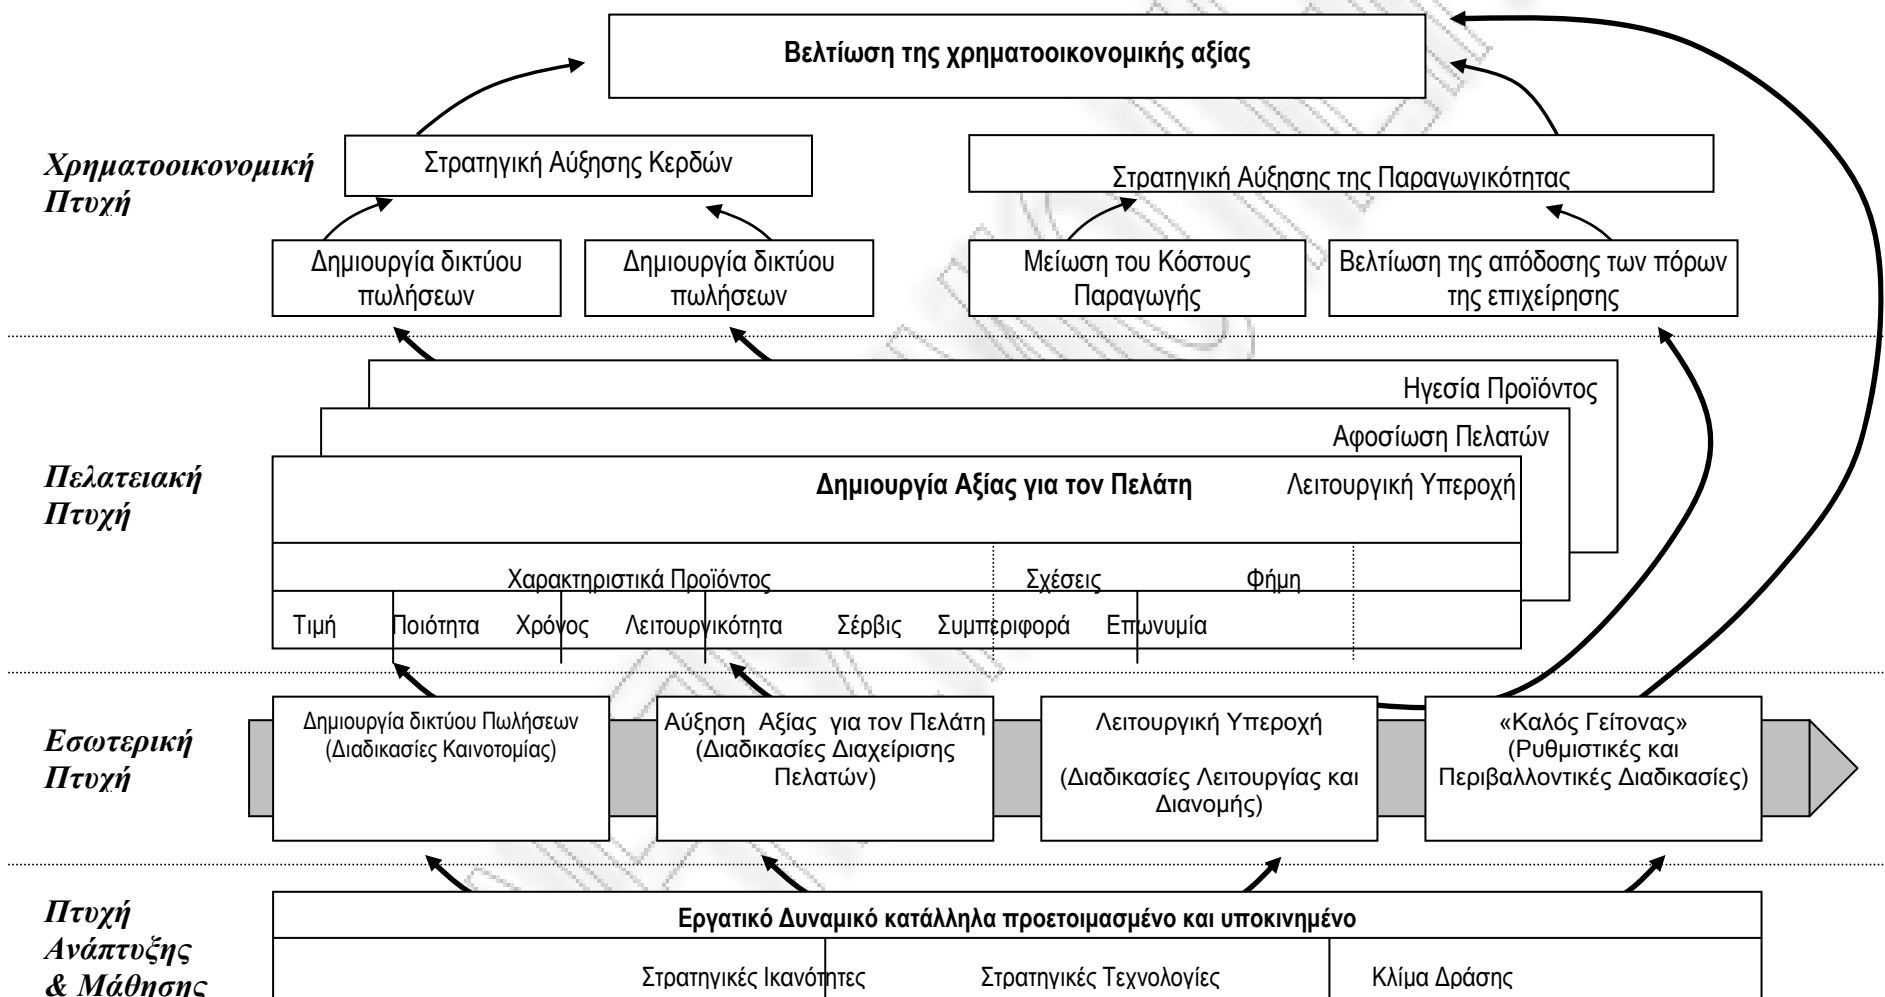 Βελτίωση της χρηματοοικονομικής αξίας
Χρηματοοικονομική
Πτυχή
Στρατηγική Αύξησης Κερδών
Στρατηγική Αύξησης της Παραγωγικότητας
Δημιουργία δικτύου
πωλήσεων
Δημιουργία δικτύου
πωλήσεων
Μείωση του Κόστους
Παραγωγής
Βελτίωση της απόδοσης των πόρων
της επιχείρησης
Πελατειακή
Πτυχή
Ηγεσία Προϊόντος
Αφοσίωση Πελατών
Δημιουργία Αξίας για τον Πελάτη Λειτουργική Υπεροχή
Χαρακτηριστικά Προϊόντος Σχέσεις Φήμη
Τιμή Ποιότητα Χρόνος Λειτουργικότητα Σέρβις Συμπεριφορά Επωνυμία
Εσωτερική
Πτυχή
Δημιουργία δικτύου Πωλήσεων
(Διαδικασίες Καινοτομίας)
Αύξηση Αξίας για τον Πελάτη
(Διαδικασίες Διαχείρισης
Πελατών)
Λειτουργική Υπεροχή
(Διαδικασίες Λειτουργίας και
Διανομής)
«Καλός Γείτονας»
(Ρυθμιστικές και
Περιβαλλοντικές Διαδικασίες)
Πτυχή
Ανάπτυξης
& Μάθησης
Εργατικό Δυναμικό κατάλληλα προετοιμασμένο και υποκινημένο
Στρατηγικές Ικανότητες Στρατηγικές Τεχνολογίες Κλίμα Δράσης